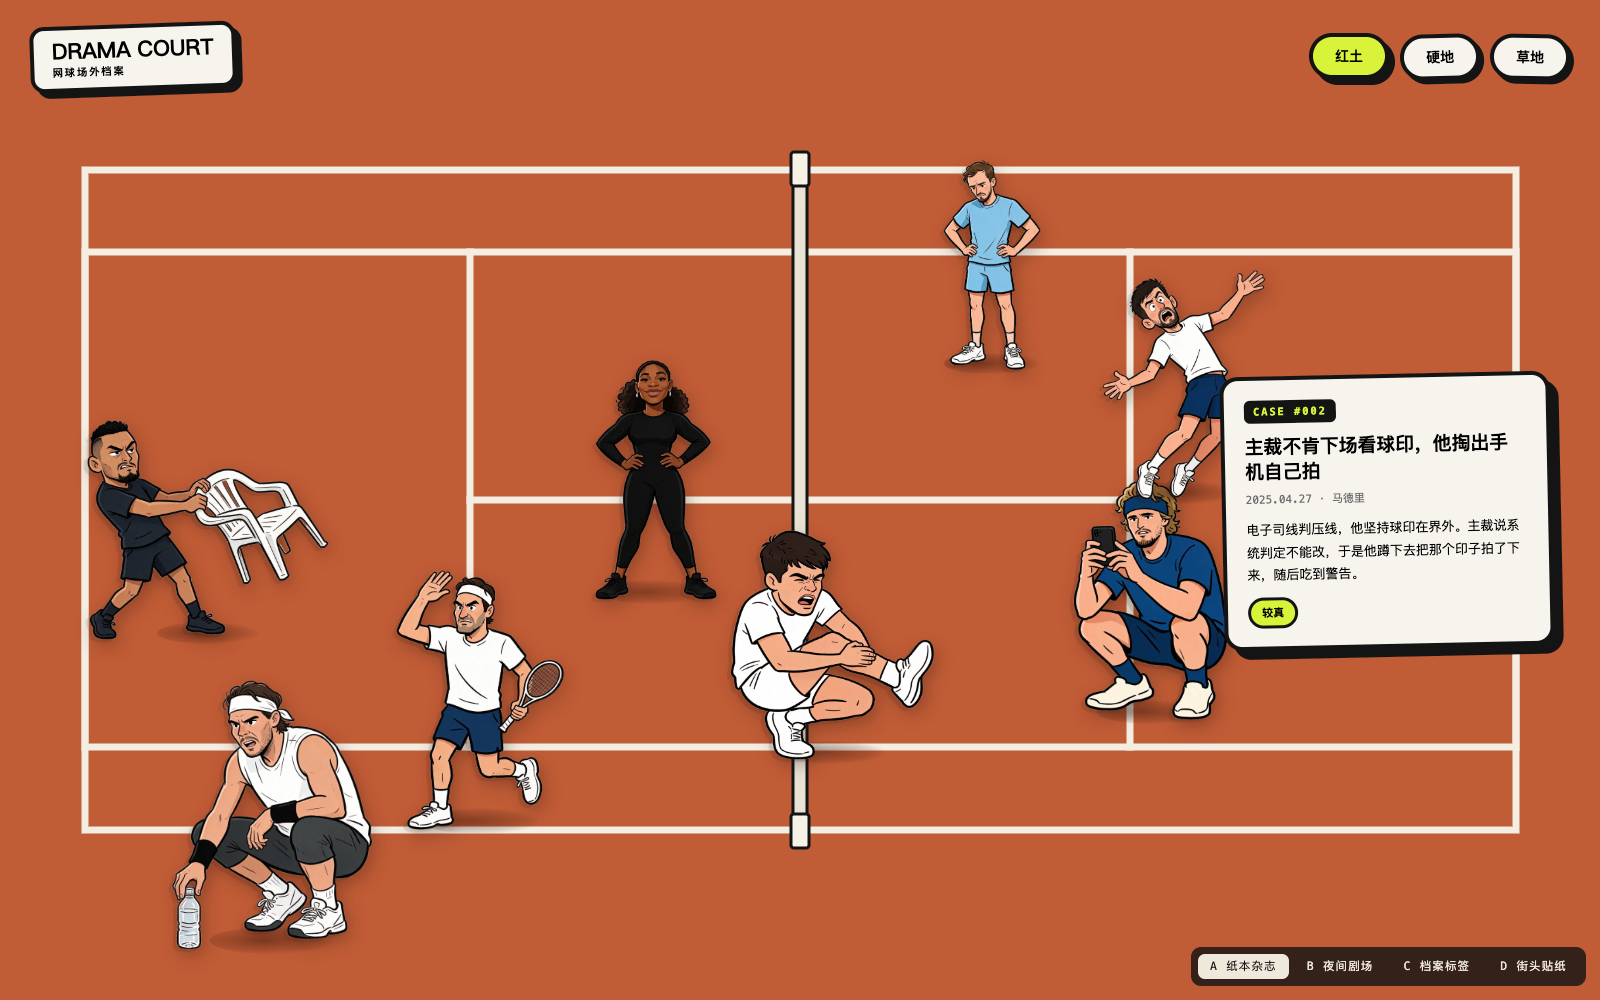 DRAMA COURT
网球场外档案
红土
硬地
草地
CASE #002
主裁不肯下场看球印，他掏出手
机自己拍
2025.04.27 · 马德里
电子司线判压线，他坚持球印在界外。主裁说系
统判定不能改，于是他蹲下去把那个印子拍了下
来，随后吃到警告。
较真
A 纸本杂志
B 夜间剧场
C 档案标签
D 街头贴纸